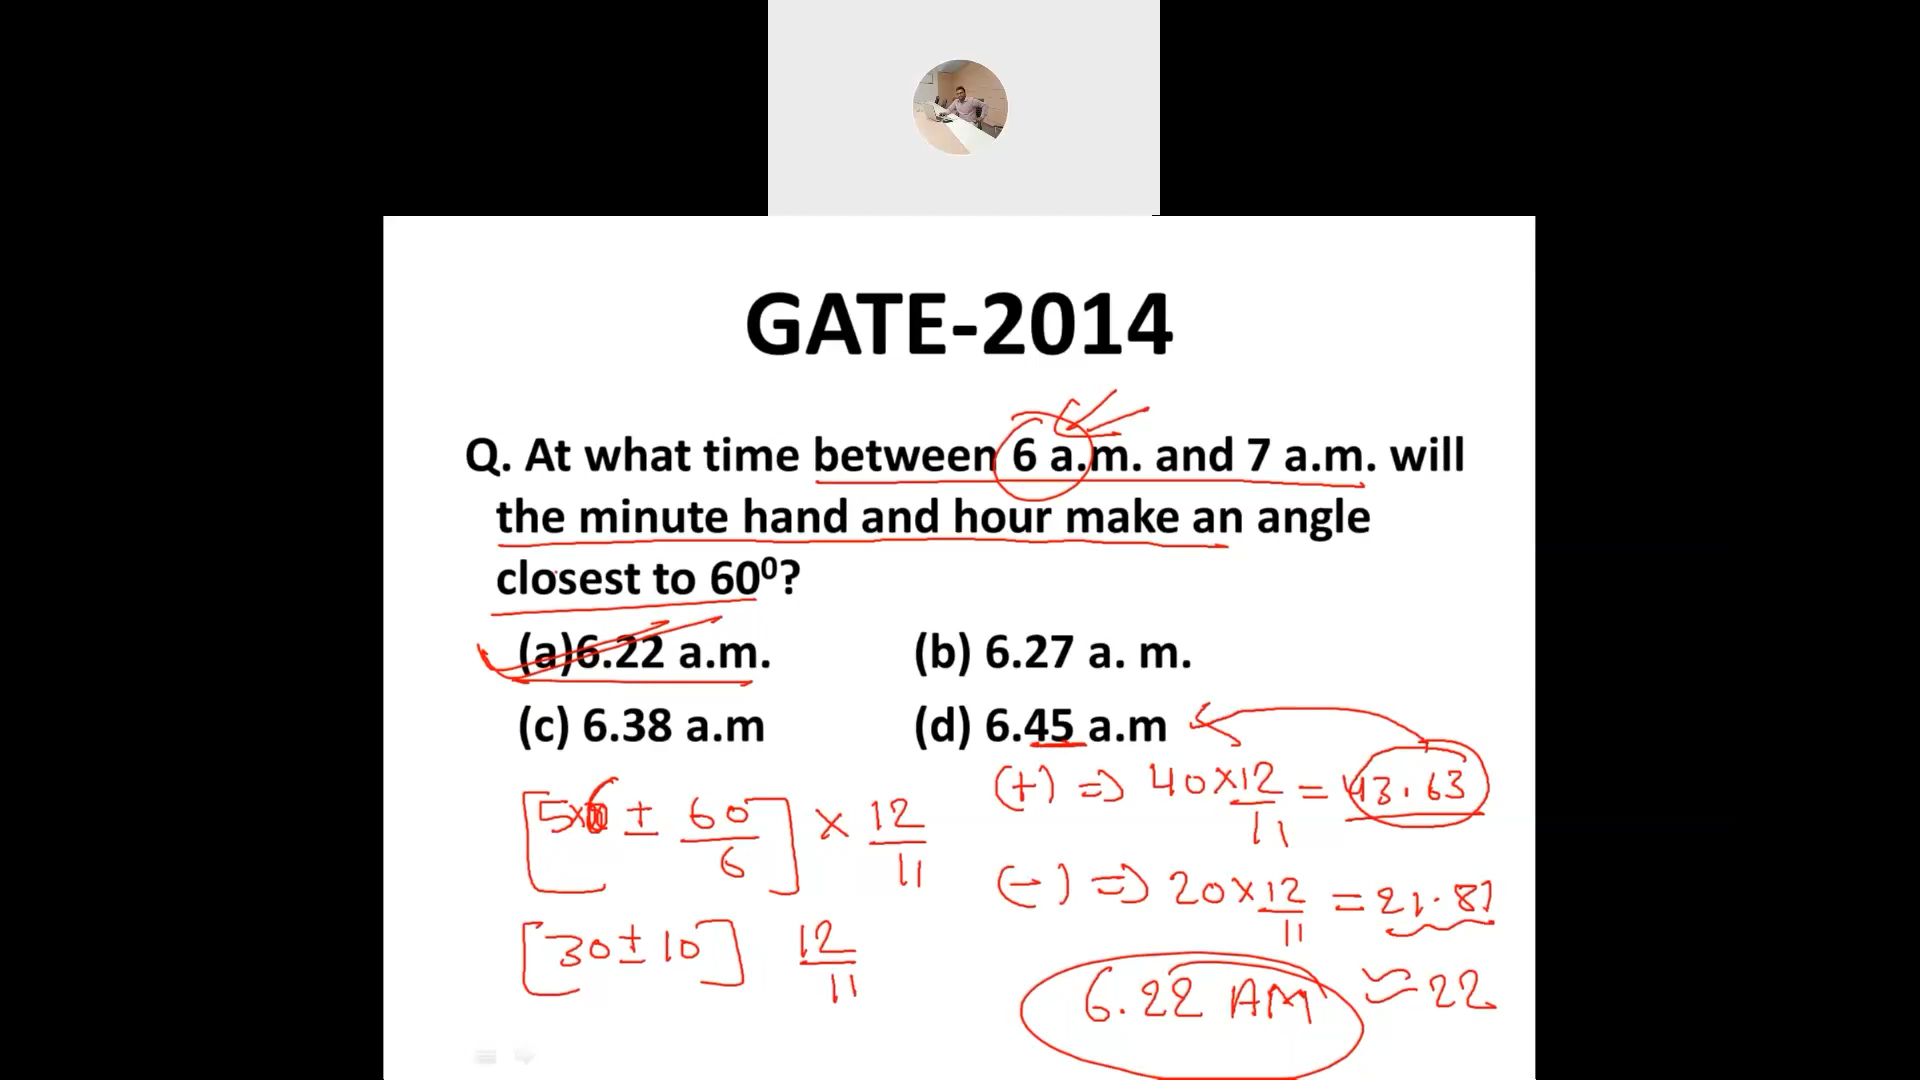 GATE-2014
Q. At what time between 6 a.m. and 7 a.m. will
the minute hand and hour make an angle
closest to 60⁰?
(a)6.22 a.m. (b) 6.27 a. m.
(c) 6.38 a.m (d) 6.45 a.m
[5×6 ± 60/6] × 12/11
[30 ± 10] 12/11
(+) ⇒ 40×12/11 = 43.63
(-) ⇒ 20×12/11 = 21.81
≈22
6.22 AM